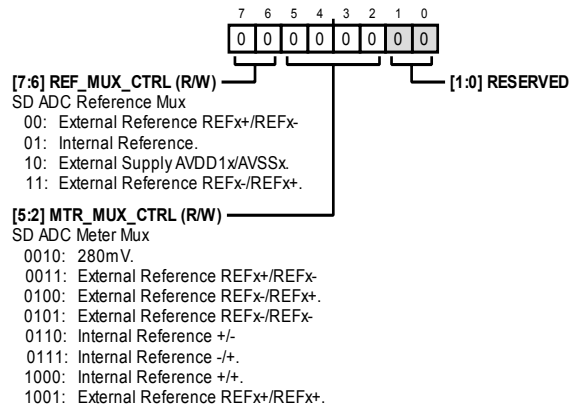 7 6 5 4 3 2 1 0
0 0 0 0 0 0 0 0
[7:6] REF_MUX_CTRL (R/W)
[1:0] RESERVED
SD ADC Reference Mux
00: External Reference REFx+/REFx-
01: Internal Reference.
10: External Supply AVDD1x/AVSSx.
11: External Reference REFx-/REFx+.
[5:2] MTR_MUX_CTRL (R/W)
SD ADC Meter Mux
0010: 280mV.
0011: External Reference REFx+/REFx-
0100: External Reference REFx-/REFx+.
0101: External Reference REFx-/REFx-
0110: Internal Reference +/-
0111: Internal Reference -/+.
1000: Internal Reference +/+.
1001: External Reference REFx+/REFx+.